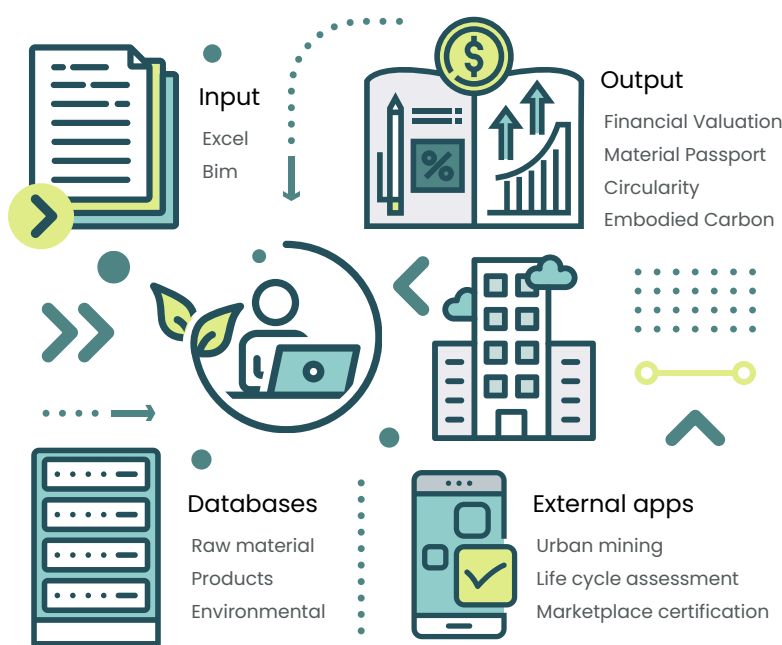 Input
Excel
Bim
$
%
Output
Financial Valuation
Material Passport
Circularity
Embodied Carbon
Databases
Raw material
Products
Environmental
External apps
Urban mining
Life cycle assessment
Marketplace certification